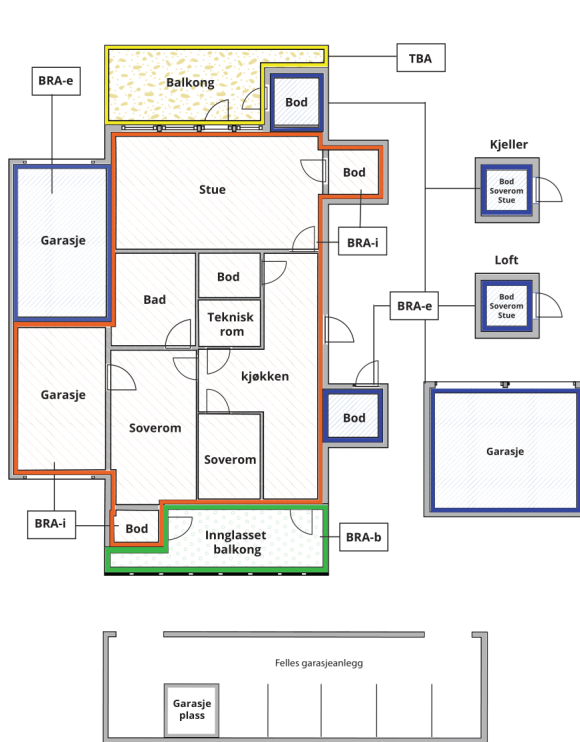 TBA
BRA-e
Balkong
Bod
Kjeller
Bod
Bod
Soverom
Stue
Stue
Garasje
BRA-i
Loft
Bod
Bad
Bod
Soverom
Stue
BRA-e
Teknisk
rom
kjøkken
Garasje
Bod
Soverom
Garasje
Soverom
BRA-i
Bod
Innglasset
balkong
BRA-b
Felles garasjeanlegg
Garasje
plass